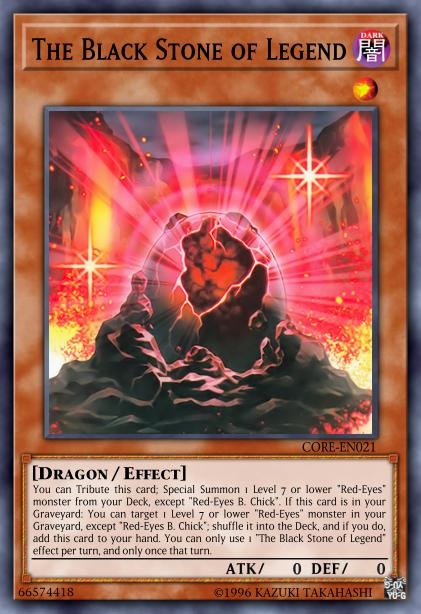 The Black Stone of Legend
DARK
闇
CORE-EN021
[Dragon / Effect]
You can Tribute this card; Special Summon 1 Level 7 or lower "Red-Eyes"
monster from your Deck, except "Red-Eyes B. Chick". If this card is in your
Graveyard: You can target 1 Level 7 or lower "Red-Eyes" monster in your
Graveyard, except "Red-Eyes B. Chick"; shuffle it into the Deck, and if you do,
add this card to your hand. You can only use 1 "The Black Stone of Legend"
effect per turn, and only once that turn.
ATK/ 0 DEF/ 0
66574418
©1996 KAZUKI TAKAHASHI